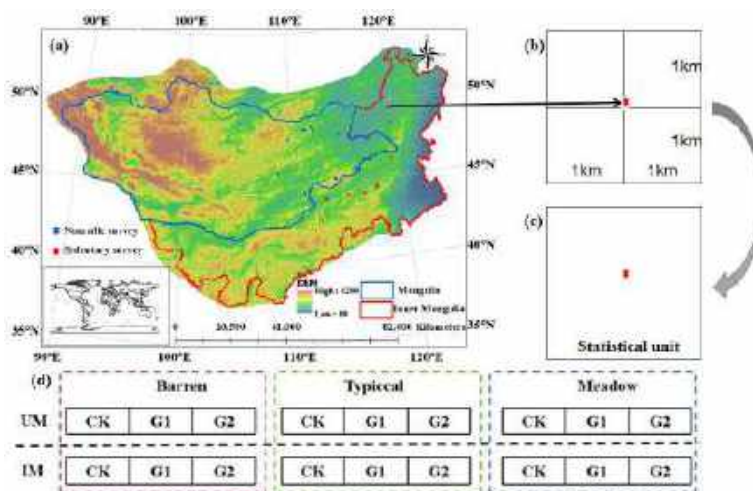 90°E 100°E 110°E 120°E
(a)
50°N
45°N
40°N
35°N
50°N
45°N
40°N
35°N
survey
survey
DEM
Mongolia
Inner Mongolia
Kilometers
90°E 100°E 110°E 120°E
(b)
1km
1km
1km 1km
(c)
Statistical unit
(d)
Barren Typiccal Meadow
UM CK G1 G2 CK G1 G2 CK G1 G2
IM CK G1 G2 CK G1 G2 CK G1 G2